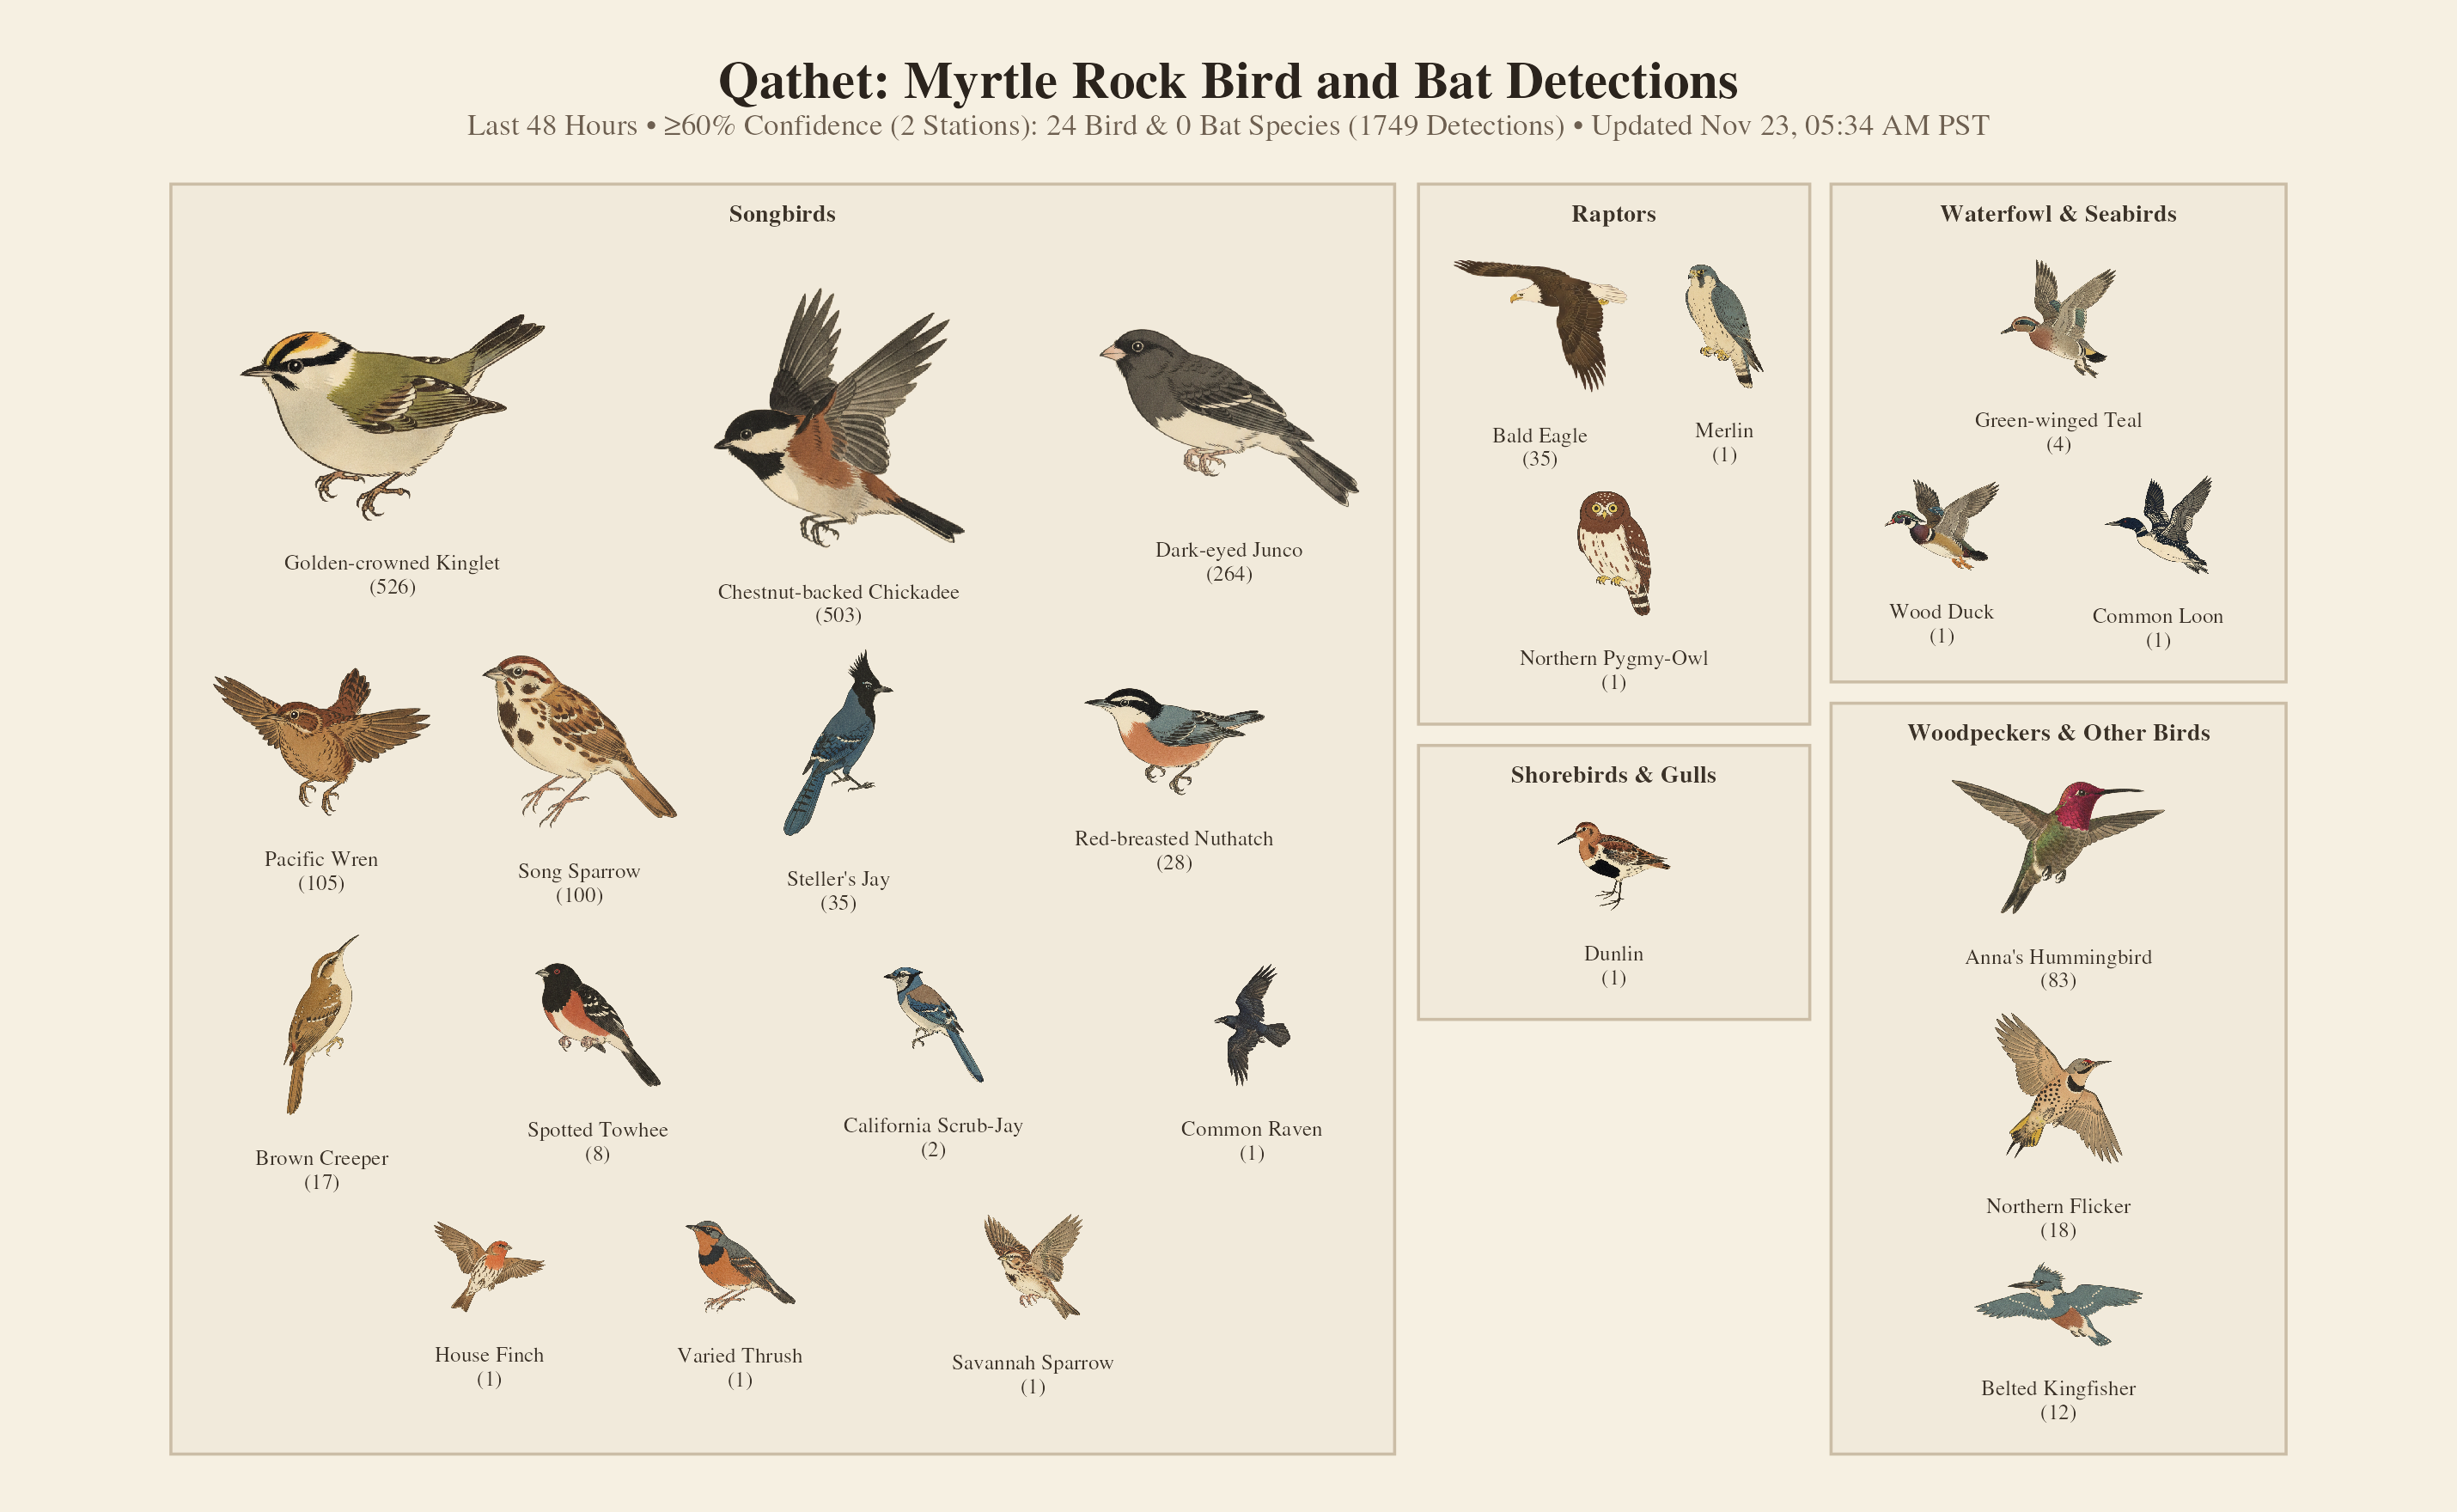 Qathet: Myrtle Rock Bird and Bat Detections
Last 48 Hours • ≥60% Confidence (2 Stations): 24 Bird & 0 Bat Species (1749 Detections) • Updated Nov 23, 05:34 AM PST
Songbirds
Golden-crowned Kinglet
(526)
Chestnut-backed Chickadee
(503)
Dark-eyed Junco
(264)
Pacific Wren
(105)
Song Sparrow
(100)
Steller's Jay
(35)
Red-breasted Nuthatch
(28)
Brown Creeper
(17)
Spotted Towhee
(8)
California Scrub-Jay
(2)
Common Raven
(1)
House Finch
(1)
Varied Thrush
(1)
Savannah Sparrow
(1)
Raptors
Bald Eagle
(35)
Merlin
(1)
Northern Pygmy-Owl
(1)
Shorebirds & Gulls
Dunlin
(1)
Waterfowl & Seabirds
Green-winged Teal
(4)
Wood Duck
(1)
Common Loon
(1)
Woodpeckers & Other Birds
Anna's Hummingbird
(83)
Northern Flicker
(18)
Belted Kingfisher
(12)